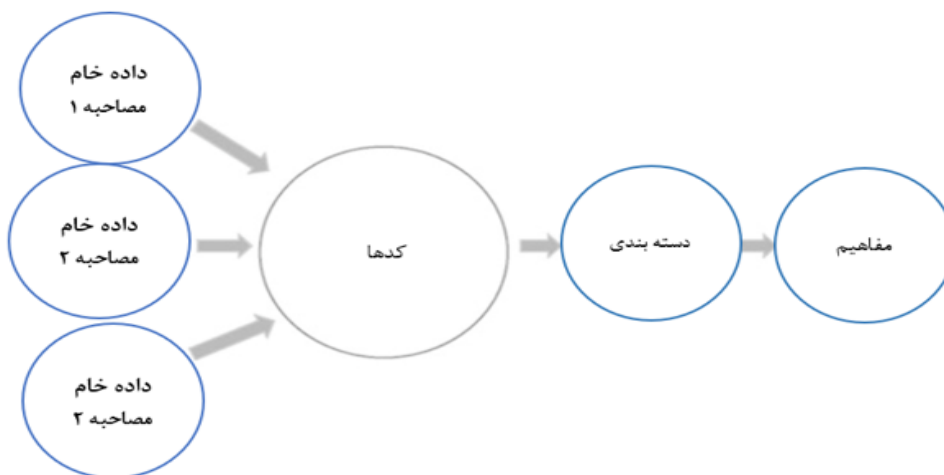 داده خام
مصاحبه ۱
داده خام
مصاحبه ۲
داده خام
مصاحبه ۲
کدها
دسته بندی
مفاهیم